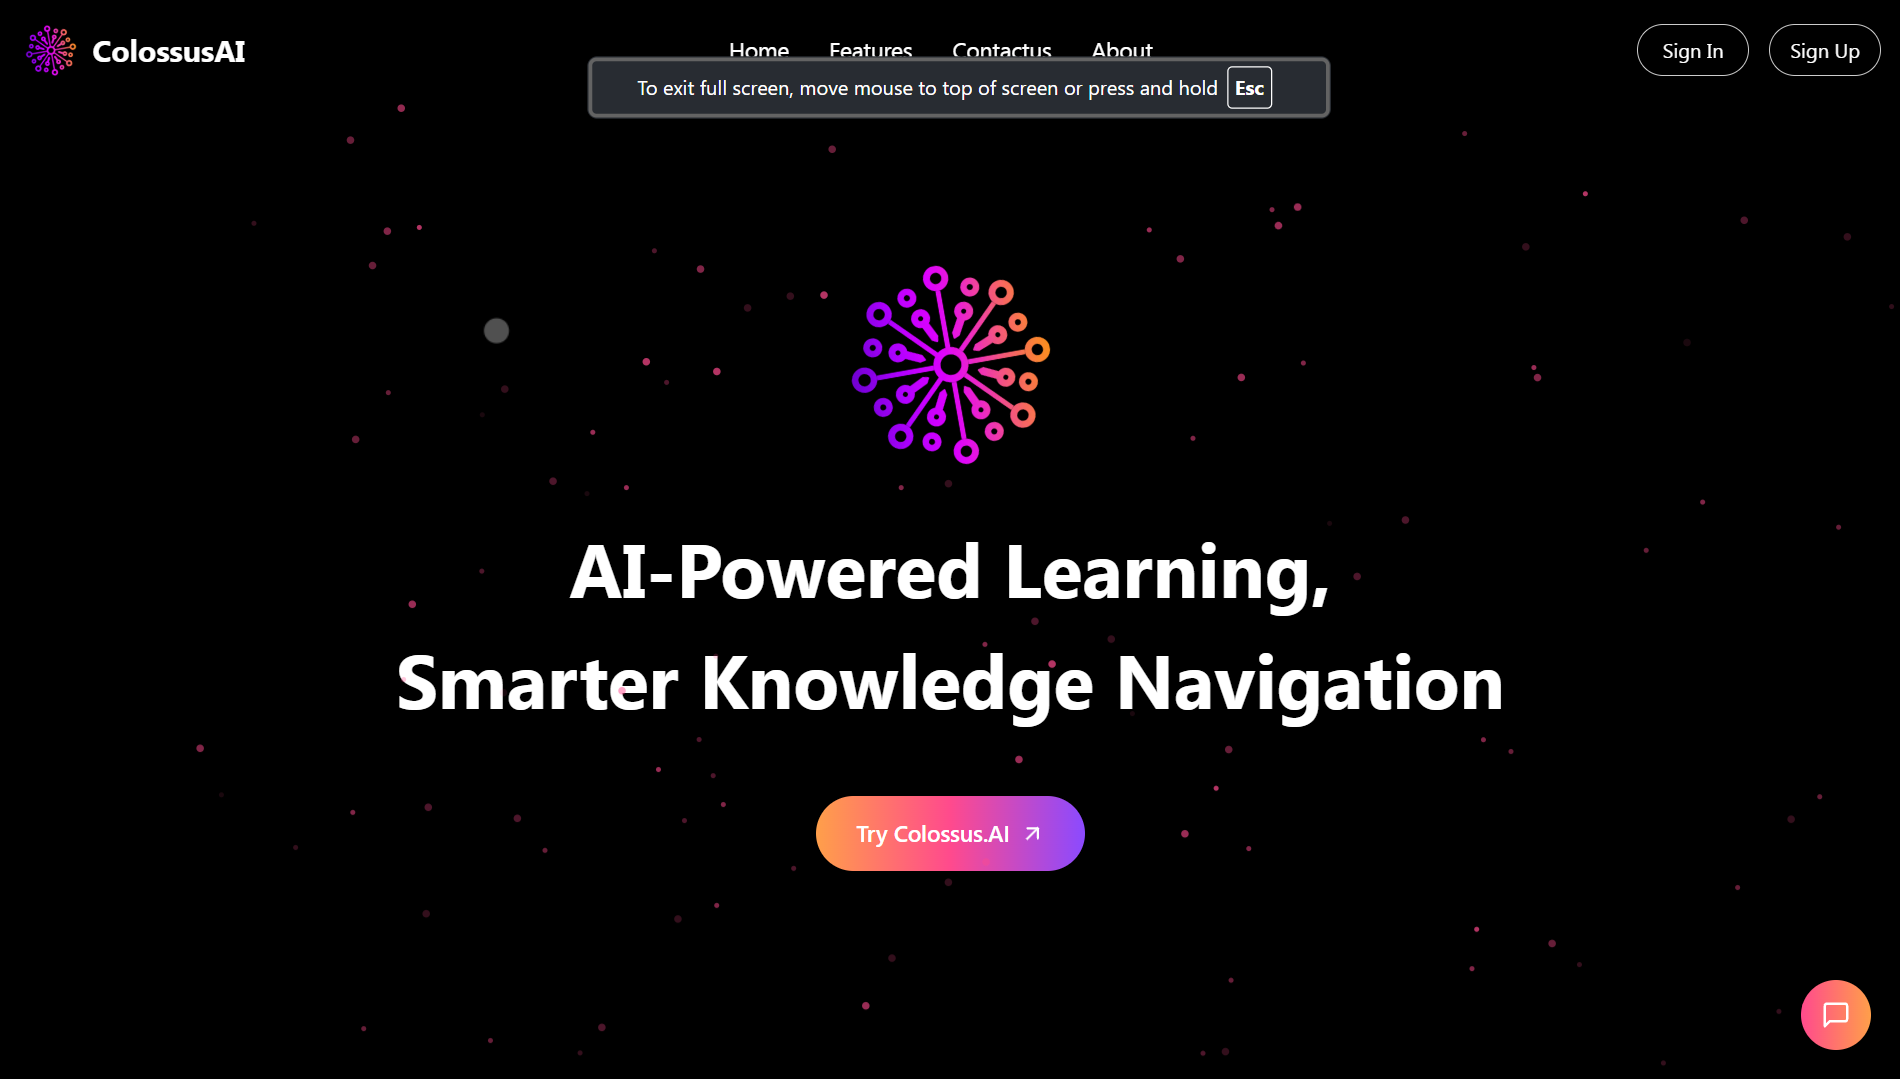 ColossusAI
Home Features Contactus About
Sign In Sign Up
To exit full screen, move mouse to top of screen or press and hold Esc
AI-Powered Learning,
Smarter Knowledge Navigation
Try Colossus.AI